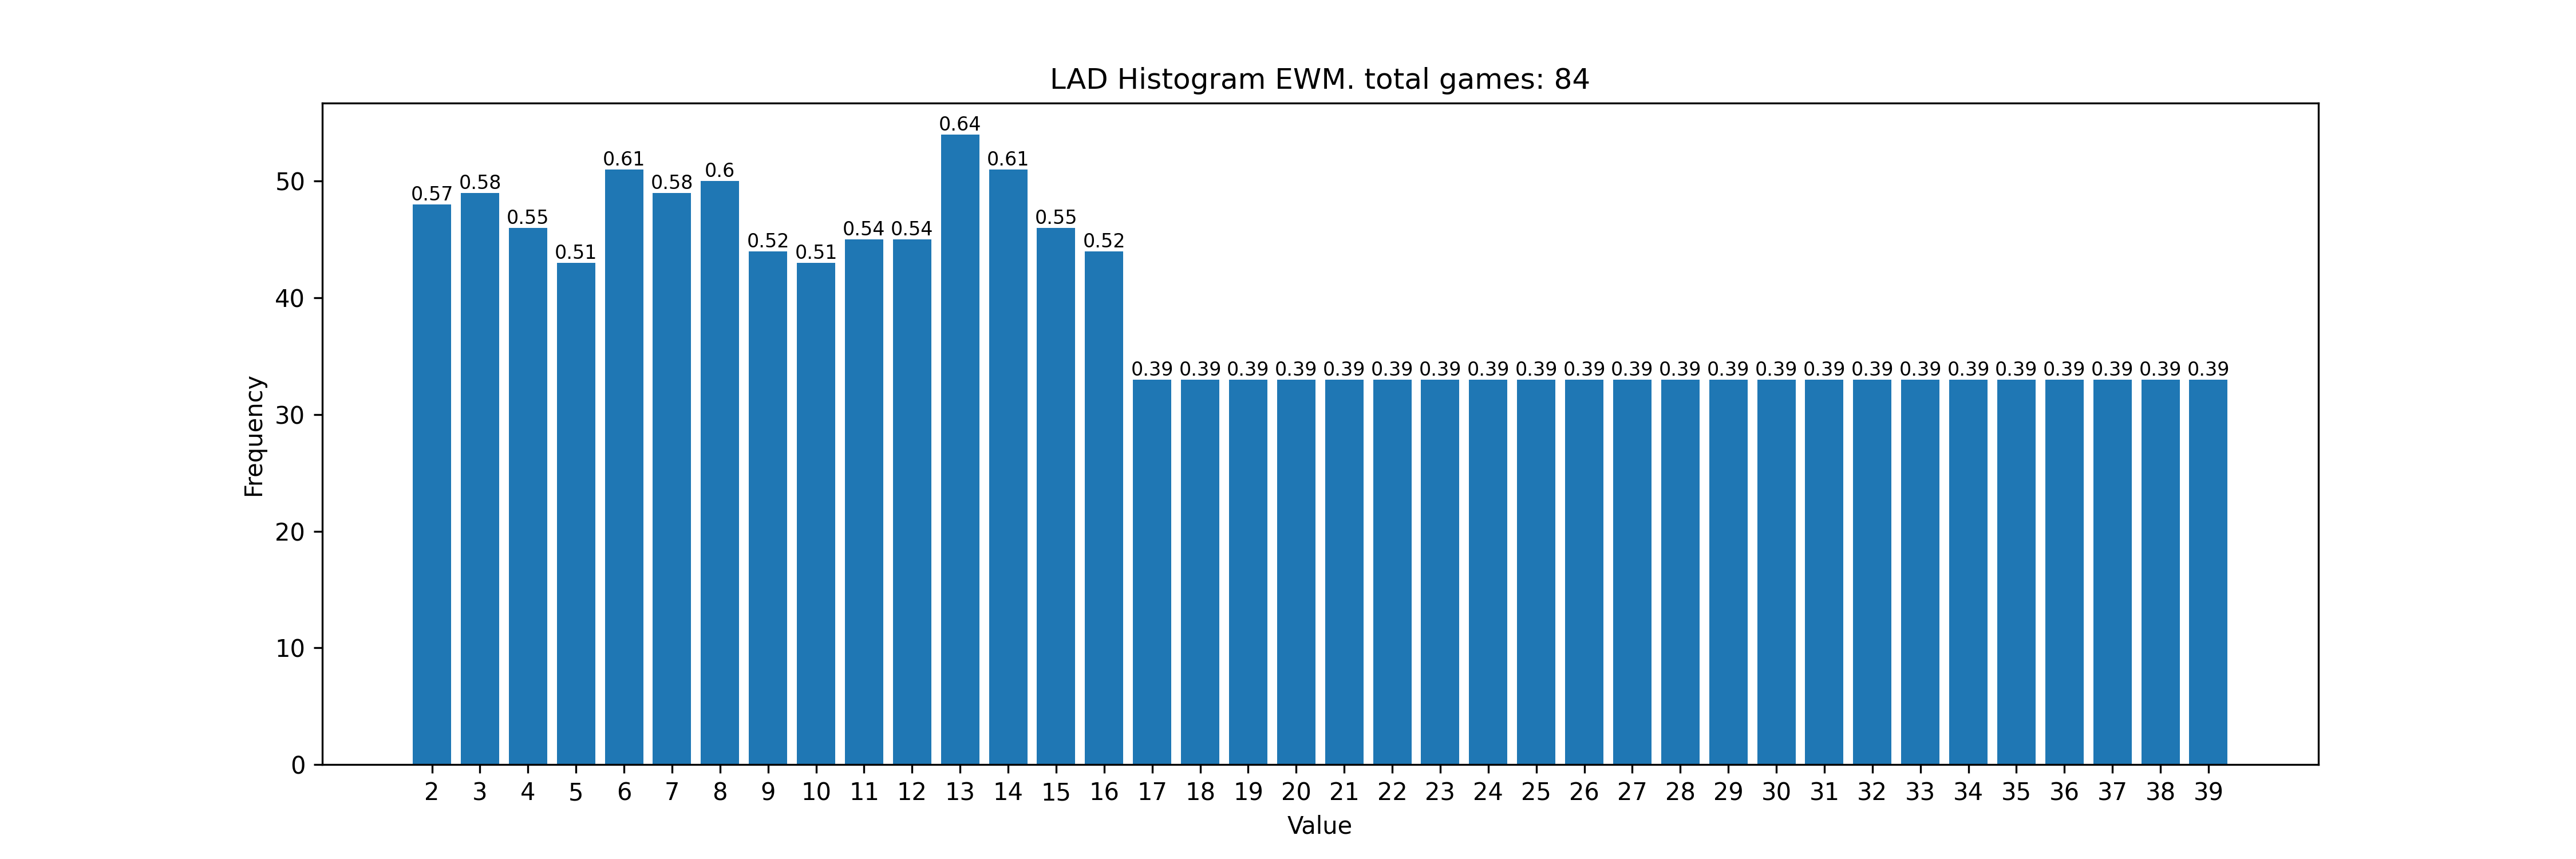 LAD Histogram EWM. total games: 84
0.57 0.58 0.55 0.51 0.61 0.58 0.6 0.52 0.51 0.54 0.54 0.64 0.61 0.55 0.52 0.39 0.39 0.39 0.39 0.39 0.39 0.39 0.39 0.39 0.39 0.39 0.39 0.39 0.39 0.39 0.39 0.39 0.39 0.39 0.39 0.39 0.39 0.39
50
40
30
20
10
0
Frequency
2 3 4 5 6 7 8 9 10 11 12 13 14 15 16 17 18 19 20 21 22 23 24 25 26 27 28 29 30 31 32 33 34 35 36 37 38 39
Value